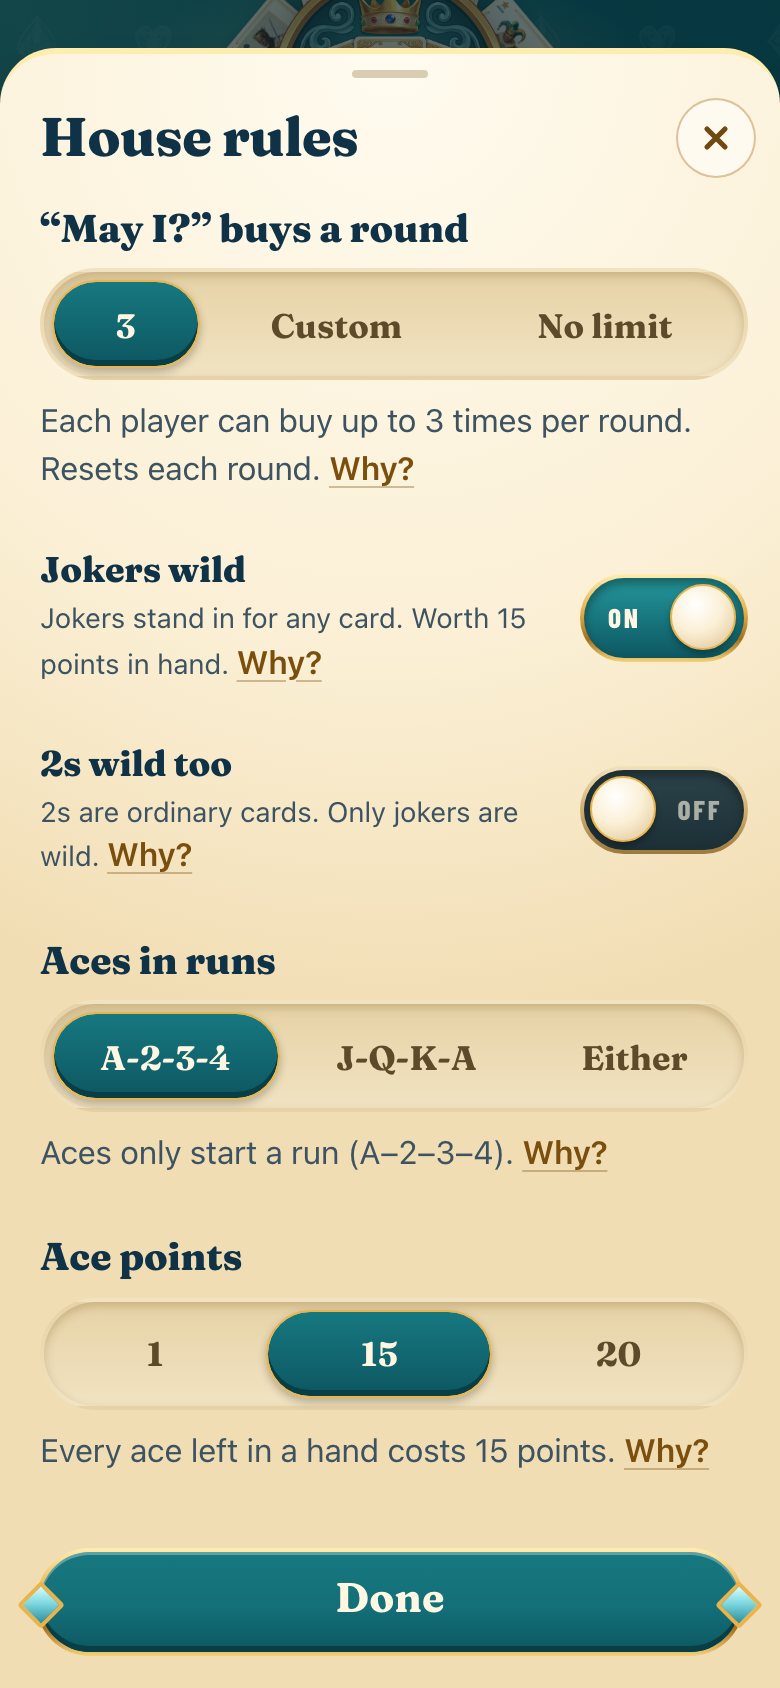 House rules
“May I?” buys a round
3 Custom No limit
Each player can buy up to 3 times per round.
Resets each round. Why?
Jokers wild
Jokers stand in for any card. Worth 15
points in hand. Why?
ON
2s wild too
2s are ordinary cards. Only jokers are
wild. Why?
OFF
Aces in runs
A-2-3-4 J-Q-K-A Either
Aces only start a run (A–2–3–4). Why?
Ace points
1 15 20
Every ace left in a hand costs 15 points. Why?
Done